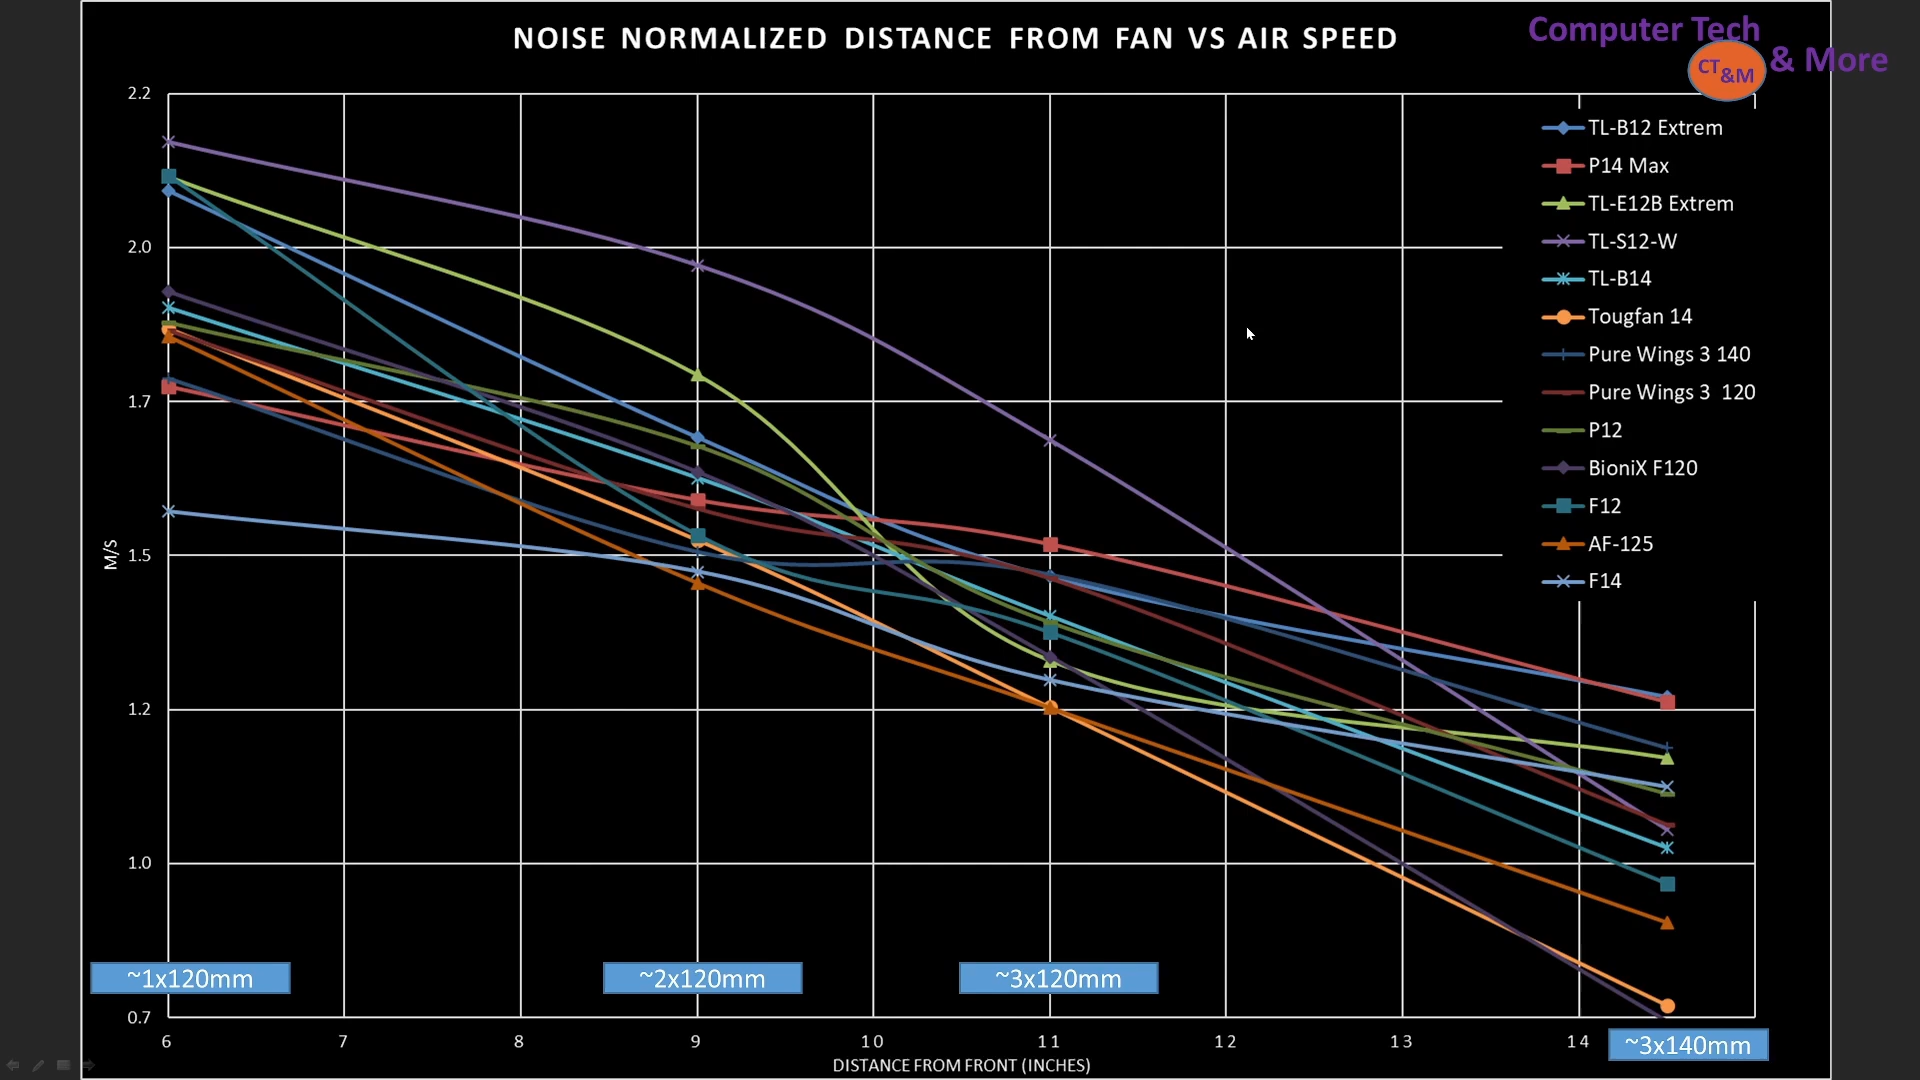 NOISE NORMALIZED DISTANCE FROM FAN VS AIR SPEED
Computer Tech
& More
CT
&M
2.2
2.0
1.7
1.5
1.2
1.0
0.7
M/S
TL-B12 Extrem
P14 Max
TL-E12B Extrem
TL-S12-W
TL-B14
Tougfan 14
Pure Wings 3 140
Pure Wings 3 120
P12
BioniX F120
F12
AF-125
F14
~1x120mm
~2x120mm
~3x120mm
6 7 8 9 10 11 12 13 14
~3x140mm
DISTANCE FROM FRONT (INCHES)